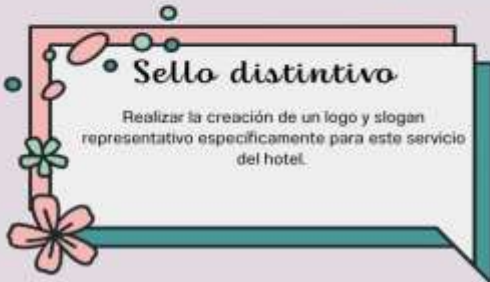 Sello distintivo
Realizar la creación de un logo y slogan
representativo específicamente para este servicio
del hotel.